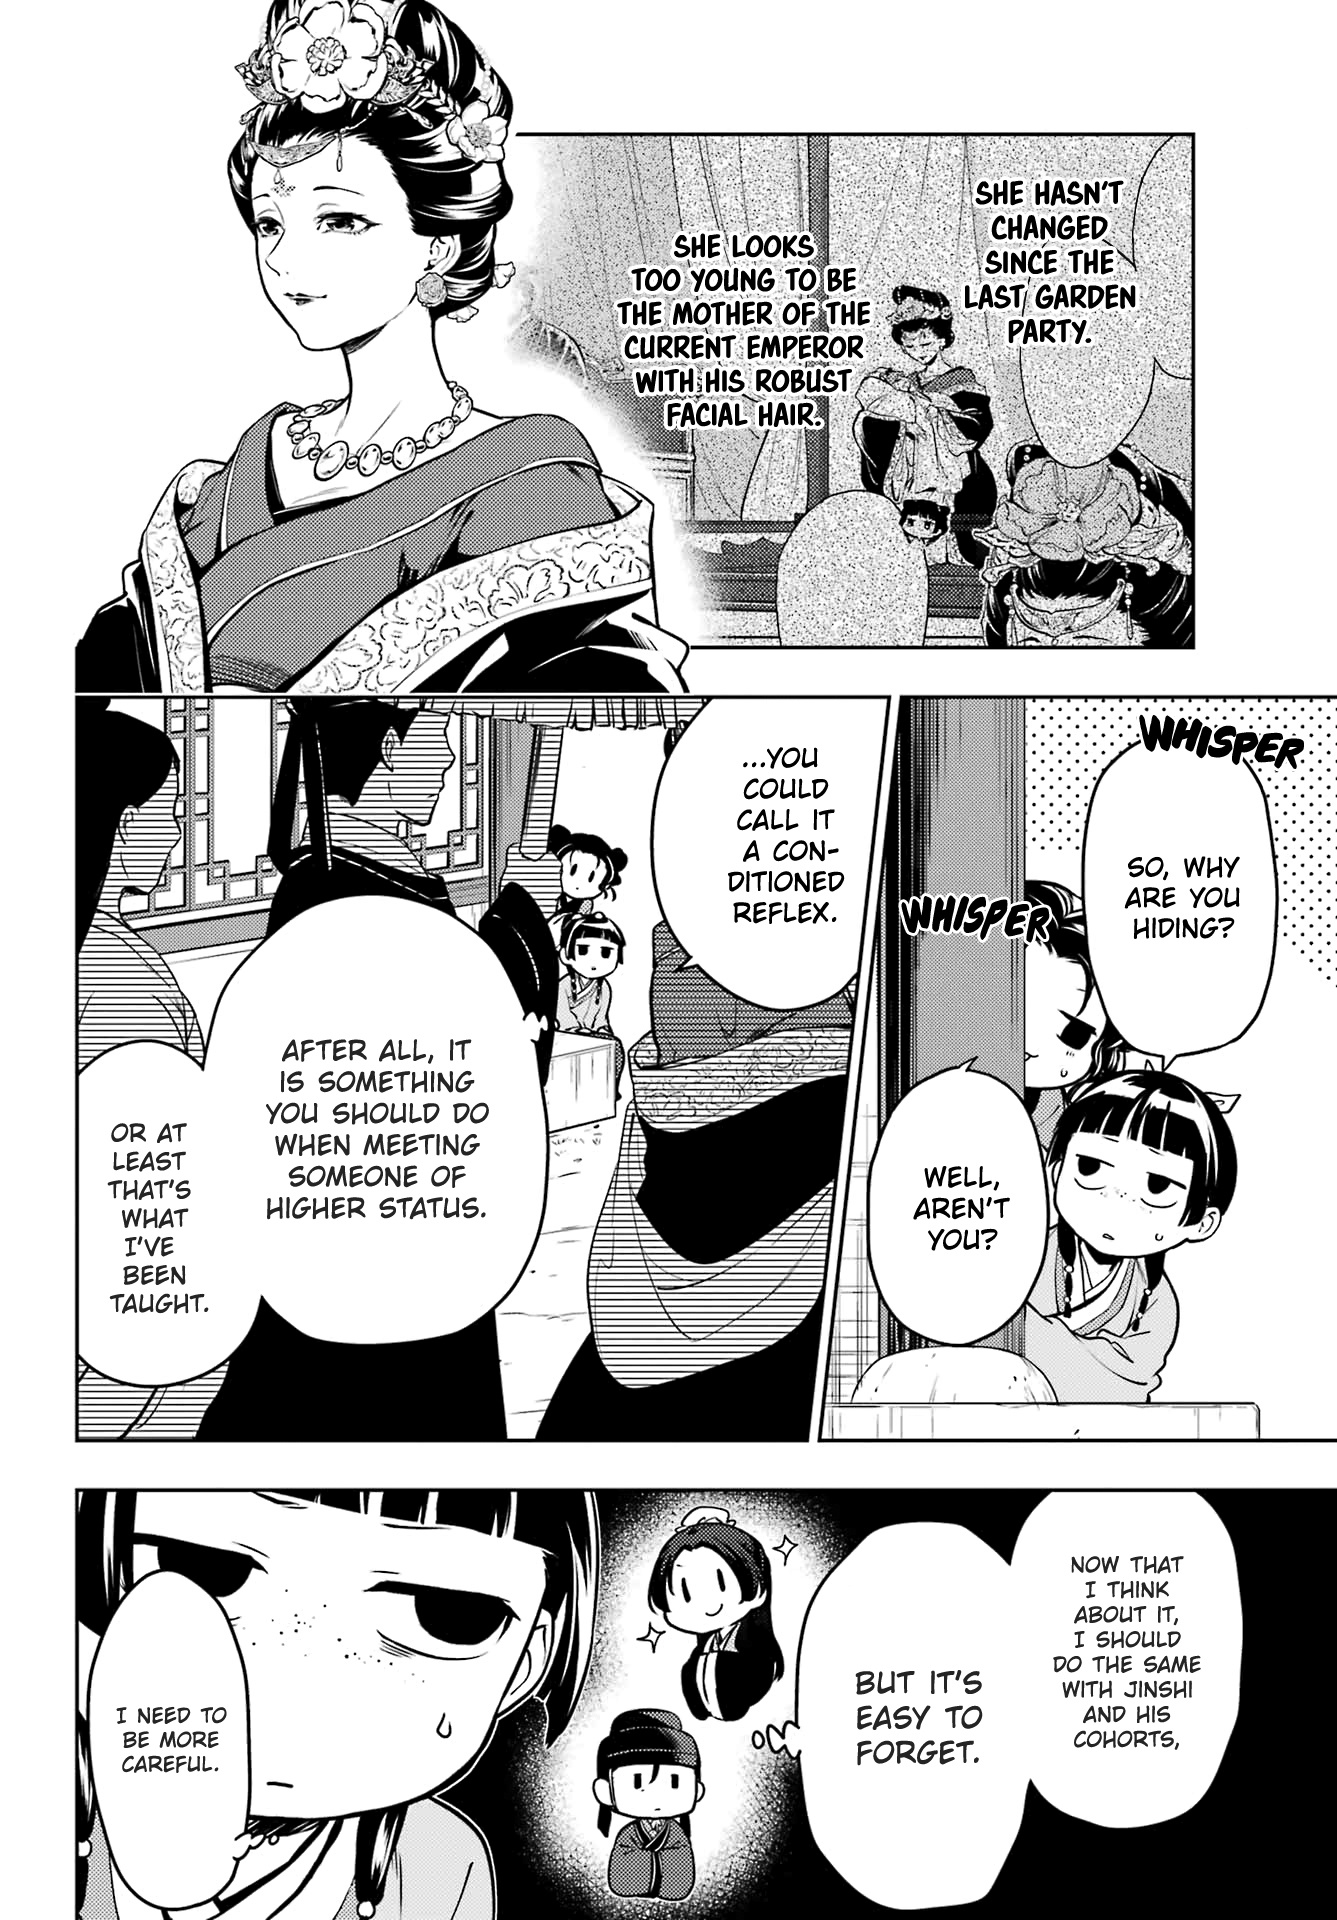 SHE HASN'T
CHANGED
SINCE THE
LAST GARDEN
PARTY.
SHE LOOKS
TOO YOUNG TO BE
THE MOTHER OF THE
CURRENT EMPEROR
WITH HIS ROBUST
FACIAL HAIR.
WHISPER
SO, WHY
ARE YOU
HIDING?
WHISPER
WELL,
AREN'T
YOU?
...YOU
COULD
CALL IT
A CON-
DITIONED
REFLEX.
AFTER ALL, IT
IS SOMETHING
YOU SHOULD DO
WHEN MEETING
SOMEONE OF
HIGHER STATUS.
OR AT
LEAST
THAT'S
WHAT
I'VE
BEEN
TAUGHT.
NOW THAT
I THINK
ABOUT IT,
I SHOULD
DO THE SAME
WITH JINSHI
AND HIS
COHORTS,
BUT IT'S
EASY TO
FORGET.
I NEED TO
BE MORE
CAREFUL.